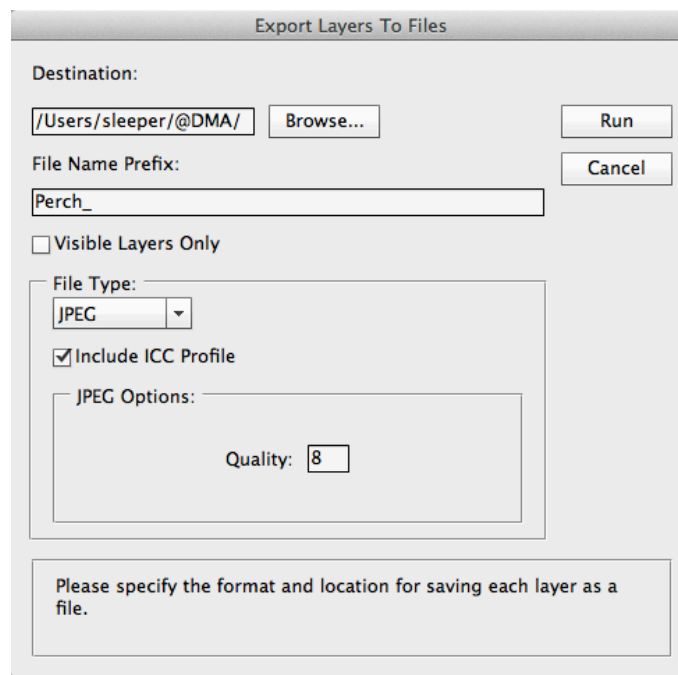 Export Layers To Files
Destination:
/Users/sleeper/@DMA/ Browse... Run
File Name Prefix: Cancel
Perch_
Visible Layers Only
File Type:
JPEG
Include ICC Profile
JPEG Options:
Quality: 8
Please specify the format and location for saving each layer as a
file.